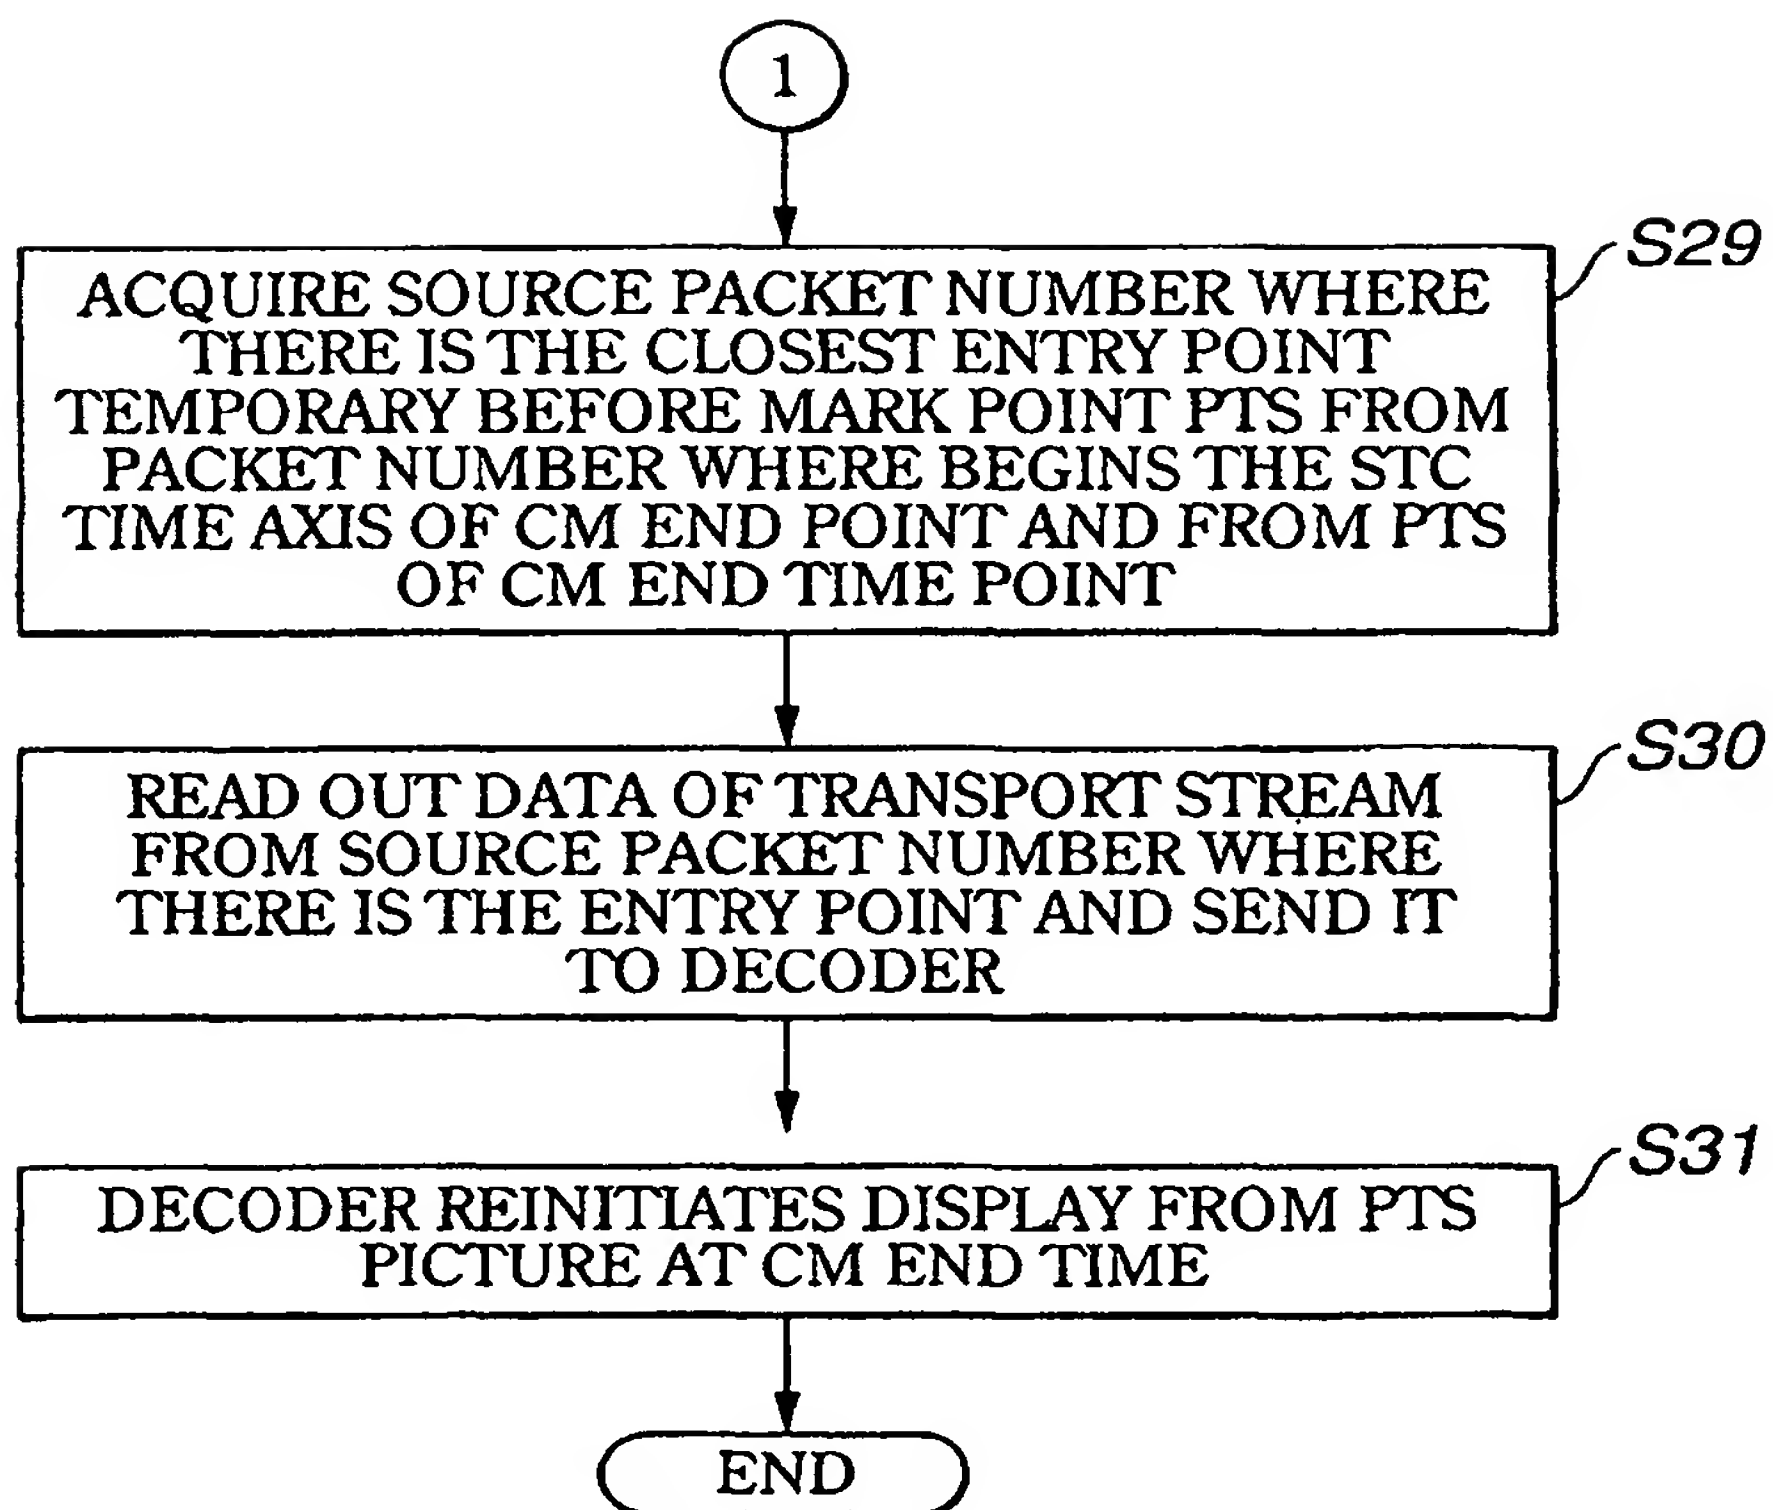 1
S29
ACQUIRE SOURCE PACKET NUMBER WHERE
THERE IS THE CLOSEST ENTRY POINT
TEMPORARY BEFORE MARK POINT PTS FROM
PACKET NUMBER WHERE BEGINS THE STC
TIME AXIS OF CM END POINT AND FROM PTS
OF CM END TIME POINT
S30
READ OUT DATA OF TRANSPORT STREAM
FROM SOURCE PACKET NUMBER WHERE
THERE IS THE ENTRY POINT AND SEND IT
TO DECODER
S31
DECODER REINITIATES DISPLAY FROM PTS
PICTURE AT CM END TIME
END